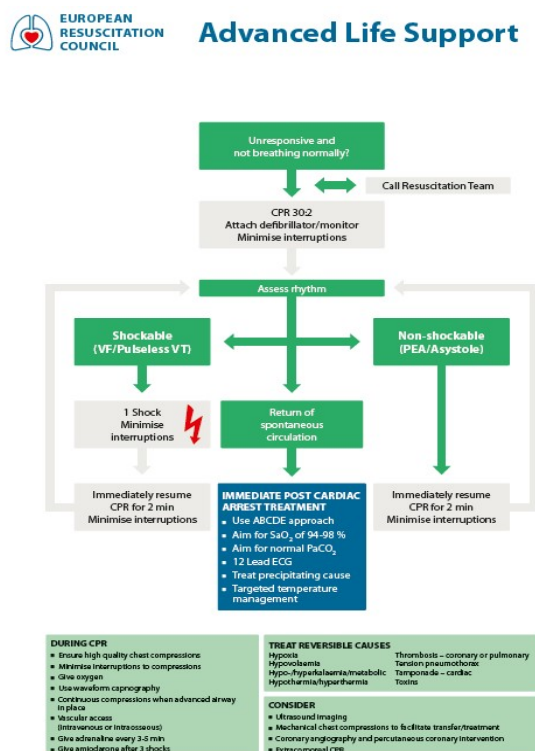 EUROPEAN
RESUSCITATION
COUNCIL
Advanced Life Support
Unresponsive and
not breathing normally?
Call Resuscitation Team
CPR 30:2
Attach defibrillator/monitor
Minimise interruptions
Assess rhythm
Shockable
(VF/Pulseless VT)
Non-shockable
(PEA/Asystole)
1 Shock
Minimise
interruptions
Return of
spontaneous
circulation
Immediately resume
CPR for 2 min
Minimise interruptions
IMMEDIATE POST CARDIAC
ARREST TREATMENT
▪ Use ABCDE approach
▪ Aim for SaO₂ of 94-98 %
▪ Aim for normal PaCO₂
▪ 12 Lead ECG
▪ Treat precipitating cause
▪ Targeted temperature
management
Immediately resume
CPR for 2 min
Minimise interruptions
DURING CPR
▪ Ensure high quality chest compressions
▪ Minimise interruptions to compressions
▪ Give oxygen
▪ Use waveform capnography
▪ Continuous compressions when advanced airway
in place
▪ Vascular access
(intravenous or intraosseous)
▪ Give adrenaline every 3-5 min
▪ Give amiodarone after 3 shocks
TREAT REVERSIBLE CAUSES
Hypoxia
Hypovolaemia
Hypo-/hyperkalaemia/metabolic
Hypothermia/hyperthermia
Thrombosis – coronary or pulmonary
Tension pneumothorax
Tamponade – cardiac
Toxins
CONSIDER
▪ Ultrasound imaging
▪ Mechanical chest compressions to facilitate transfer/treatment
▪ Coronary angiography and percutaneous coronary intervention
▪ Extracorporeal CPR